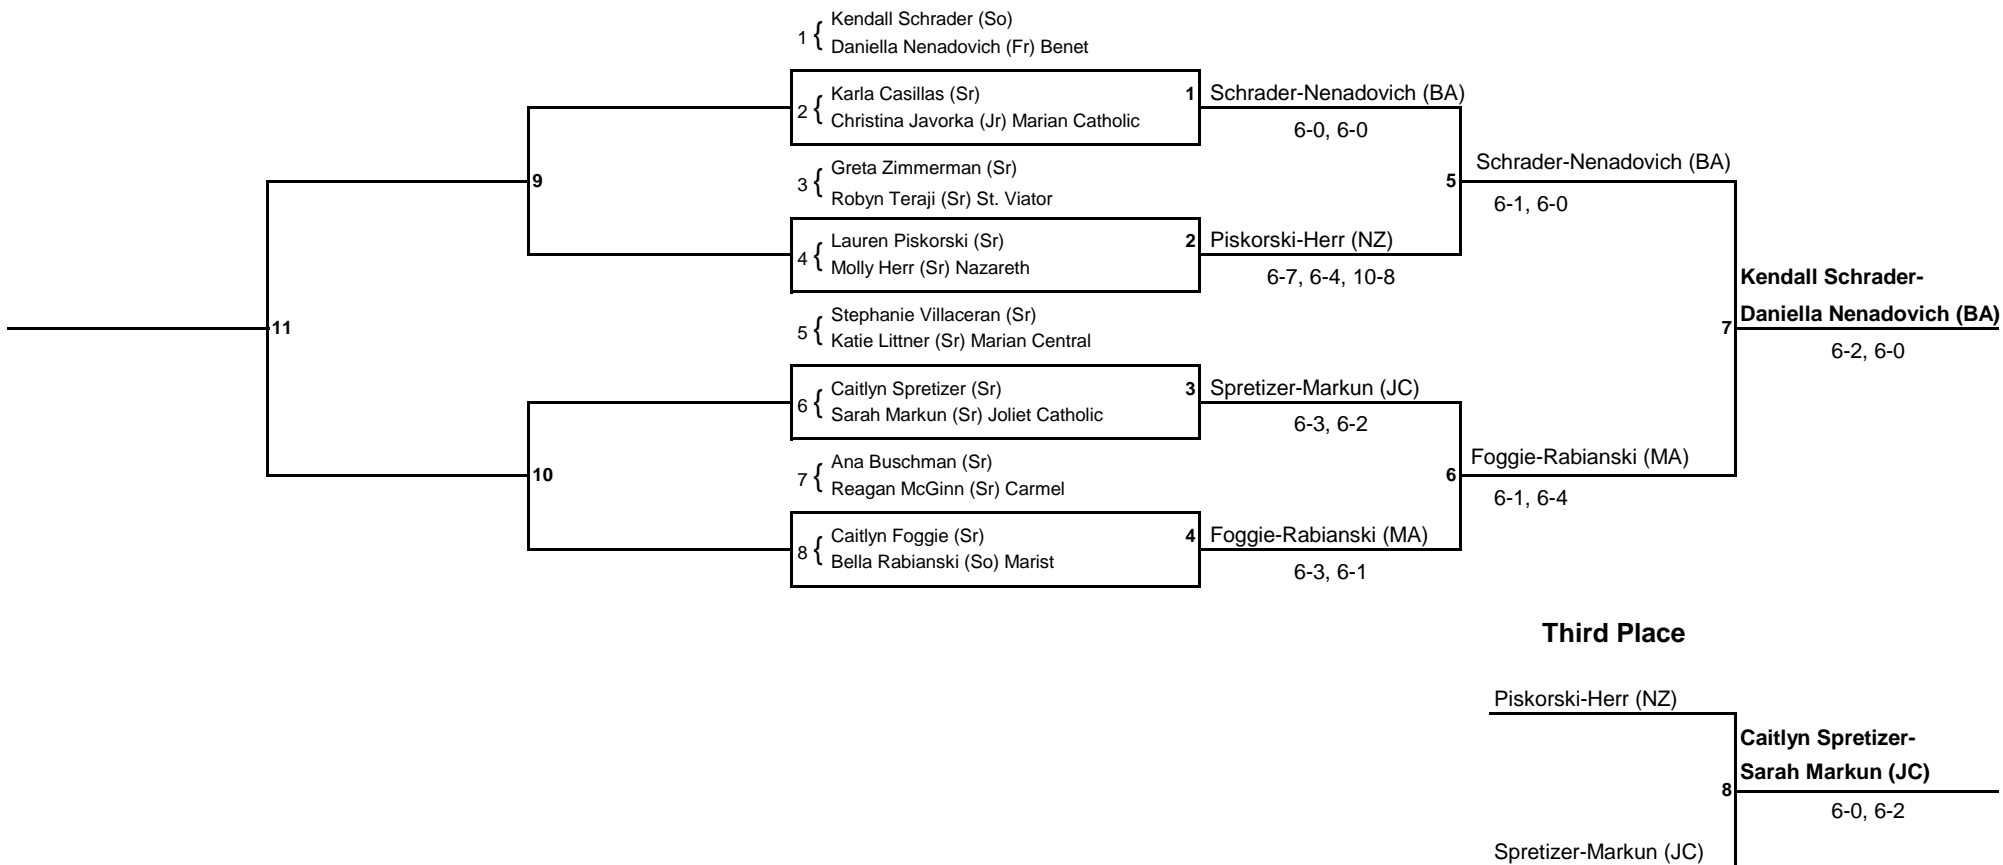 1 { Kendall Schrader (So)
Daniella Nenadovich (Fr) Benet
2 { Karla Casillas (Sr)
Christina Javorka (Jr) Marian Catholic
1 Schrader-Nenadovich (BA)
6-0, 6-0
3 { Greta Zimmerman (Sr)
Robyn Teraji (Sr) St. Viator
9
5 Schrader-Nenadovich (BA)
6-1, 6-0
4 { Lauren Piskorski (Sr)
Molly Herr (Sr) Nazareth
2 Piskorski-Herr (NZ)
6-7, 6-4, 10-8
11
5 { Stephanie Villaceran (Sr)
Katie Littner (Sr) Marian Central
7 Kendall Schrader-
Daniella Nenadovich (BA)
6-2, 6-0
6 { Caitlyn Spretizer (Sr)
Sarah Markun (Sr) Joliet Catholic
3 Spretizer-Markun (JC)
6-3, 6-2
10
7 { Ana Buschman (Sr)
Reagan McGinn (Sr) Carmel
6 Foggie-Rabianski (MA)
6-1, 6-4
8 { Caitlyn Foggie (Sr)
Bella Rabianski (So) Marist
4 Foggie-Rabianski (MA)
6-3, 6-1
Third Place
Piskorski-Herr (NZ)
8 Caitlyn Spretizer-
Sarah Markun (JC)
6-0, 6-2
Spretizer-Markun (JC)